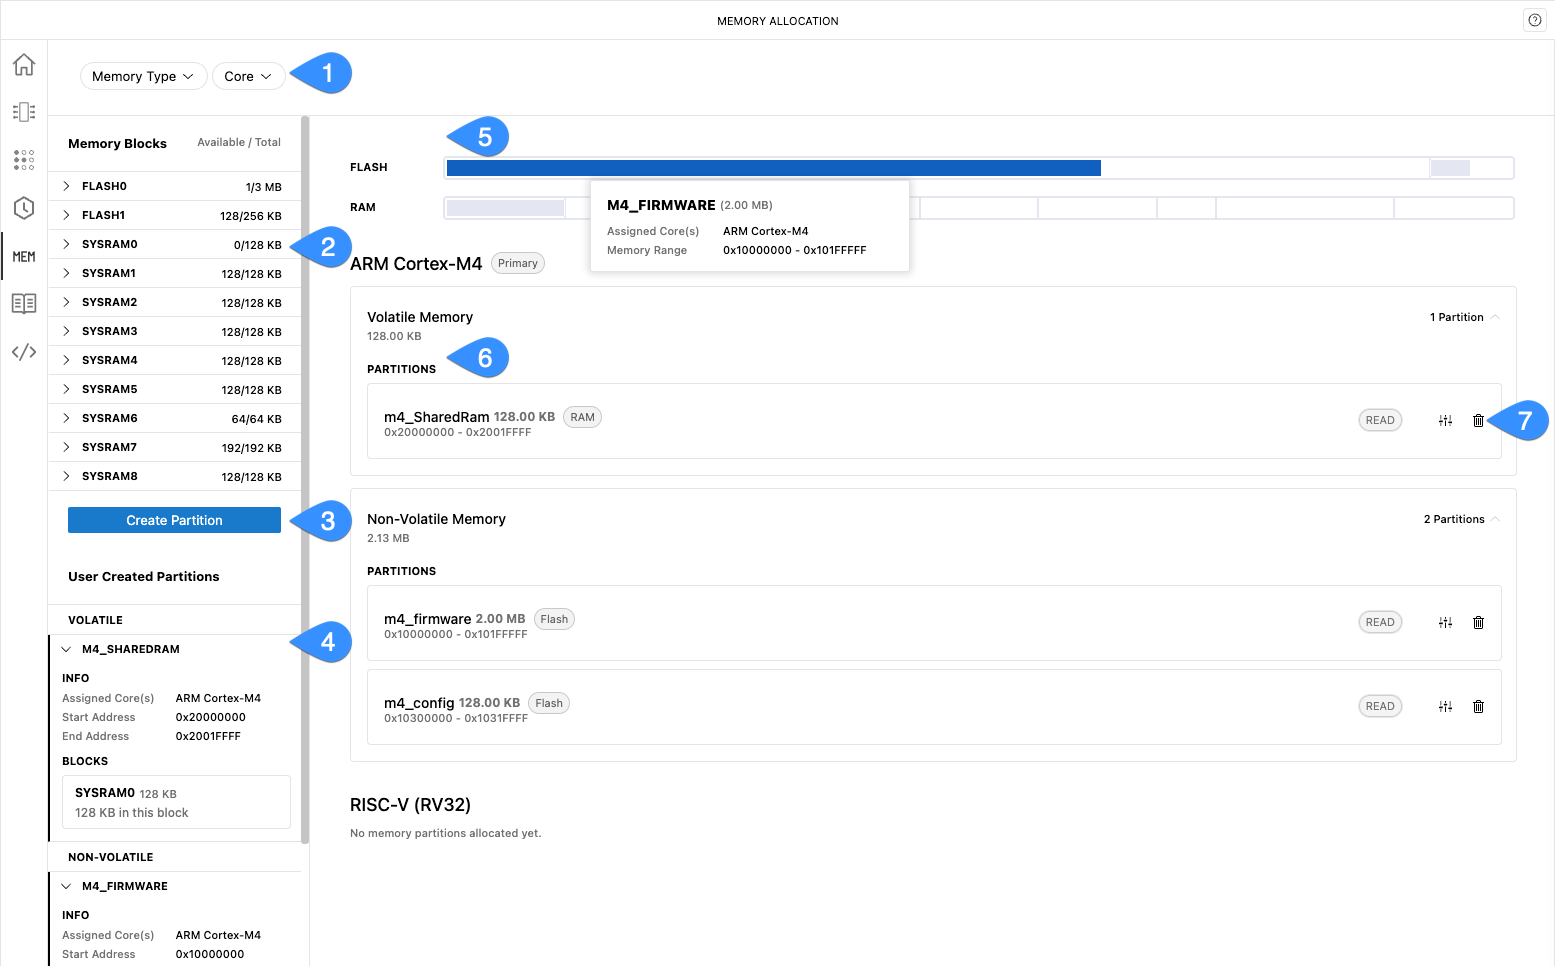 MEMORY ALLOCATION
Memory Type
Core
1
MEM
Memory Blocks Available / Total
FLASH0 1/3 MB
FLASH1 128/256 KB
SYSRAM0 0/128 KB
2
SYSRAM1 128/128 KB
SYSRAM2 128/128 KB
SYSRAM3 128/128 KB
SYSRAM4 128/128 KB
SYSRAM5 128/128 KB
SYSRAM6 64/64 KB
SYSRAM7 192/192 KB
SYSRAM8 128/128 KB
Create Partition
3
User Created Partitions
VOLATILE
4
M4_SHAREDRAM
INFO
Assigned Core(s) ARM Cortex-M4
Start Address 0x20000000
End Address 0x2001FFFF
BLOCKS
SYSRAM0 128 KB
128 KB in this block
NON-VOLATILE
M4_FIRMWARE
INFO
Assigned Core(s) ARM Cortex-M4
Start Address 0x10000000
5
FLASH
RAM
M4_FIRMWARE (2.00 MB)
Assigned Core(s) ARM Cortex-M4
Memory Range 0x10000000 - 0x101FFFFF
ARM Cortex-M4 Primary
Volatile Memory 1 Partition
128.00 KB
6
PARTITIONS
m4_SharedRam 128.00 KB RAM READ
0x20000000 - 0x2001FFFF
7
Non-Volatile Memory 2 Partitions
2.13 MB
PARTITIONS
m4_firmware 2.00 MB Flash READ
0x10000000 - 0x101FFFFF
m4_config 128.00 KB Flash READ
0x10300000 - 0x1031FFFF
RISC-V (RV32)
No memory partitions allocated yet.